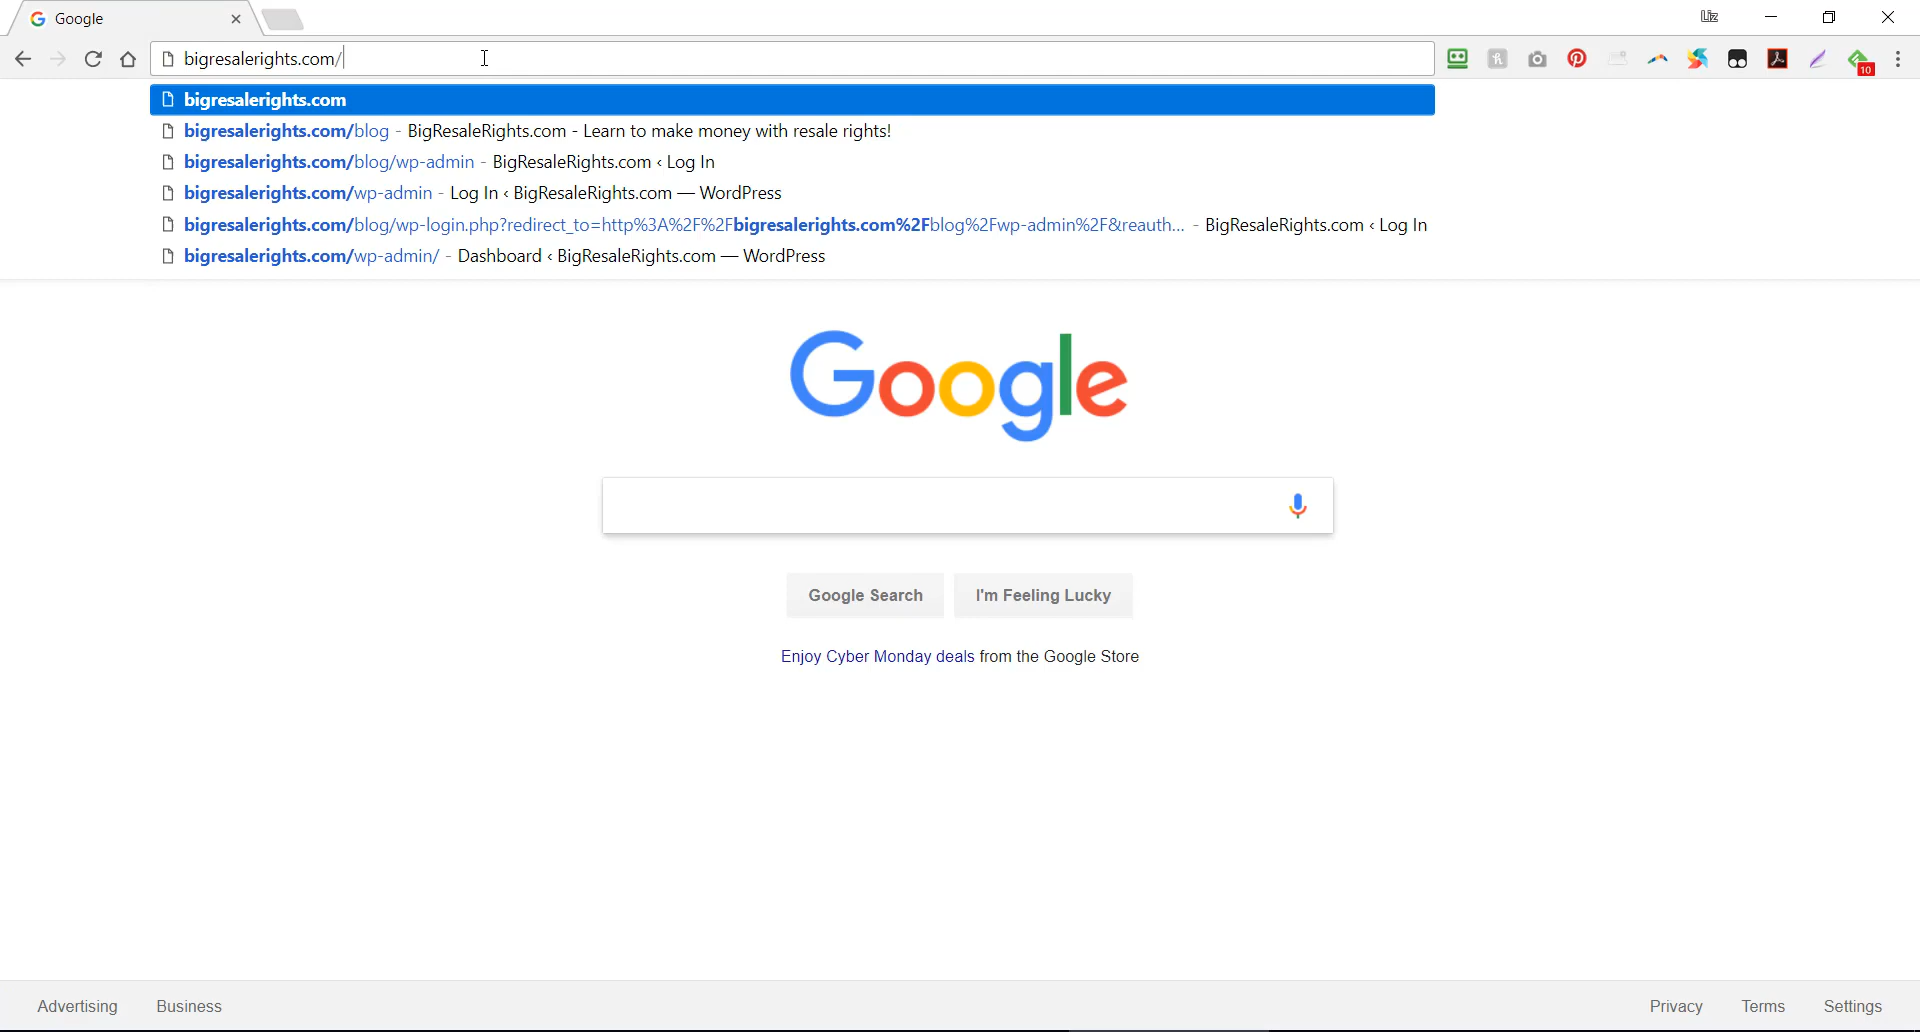 Google
Liz
bigresalerights.com/
10
bigresalerights.com
bigresalerights.com/blog - BigResaleRights.com - Learn to make money with resale rights!
bigresalerights.com/blog/wp-admin - BigResaleRights.com ‹ Log In
bigresalerights.com/wp-admin - Log In ‹ BigResaleRights.com — WordPress
bigresalerights.com/blog/wp-login.php?redirect_to=http%3A%2F%2Fbigresalerights.com%2Fblog%2Fwp-admin%2F&reauth... - BigResaleRights.com ‹ Log In
bigresalerights.com/wp-admin/ - Dashboard ‹ BigResaleRights.com — WordPress
Google
Google Search I'm Feeling Lucky
Enjoy Cyber Monday deals from the Google Store
Advertising Business Privacy Terms Settings